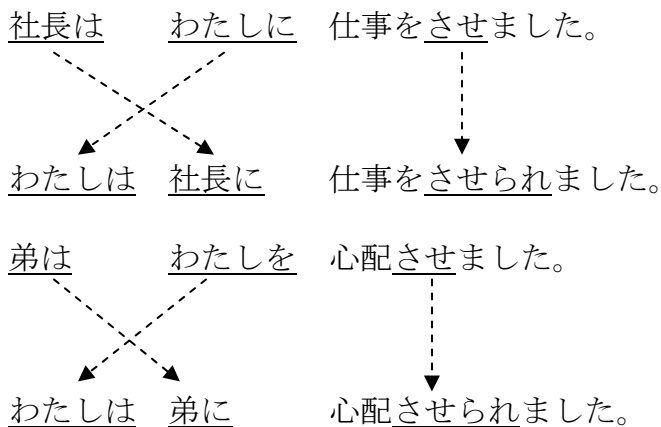 社長は わたしに 仕事をさせました。
わたしは 社長に 仕事をさせられました。
弟は わたしを 心配させました。
わたしは 弟に 心配させられました。